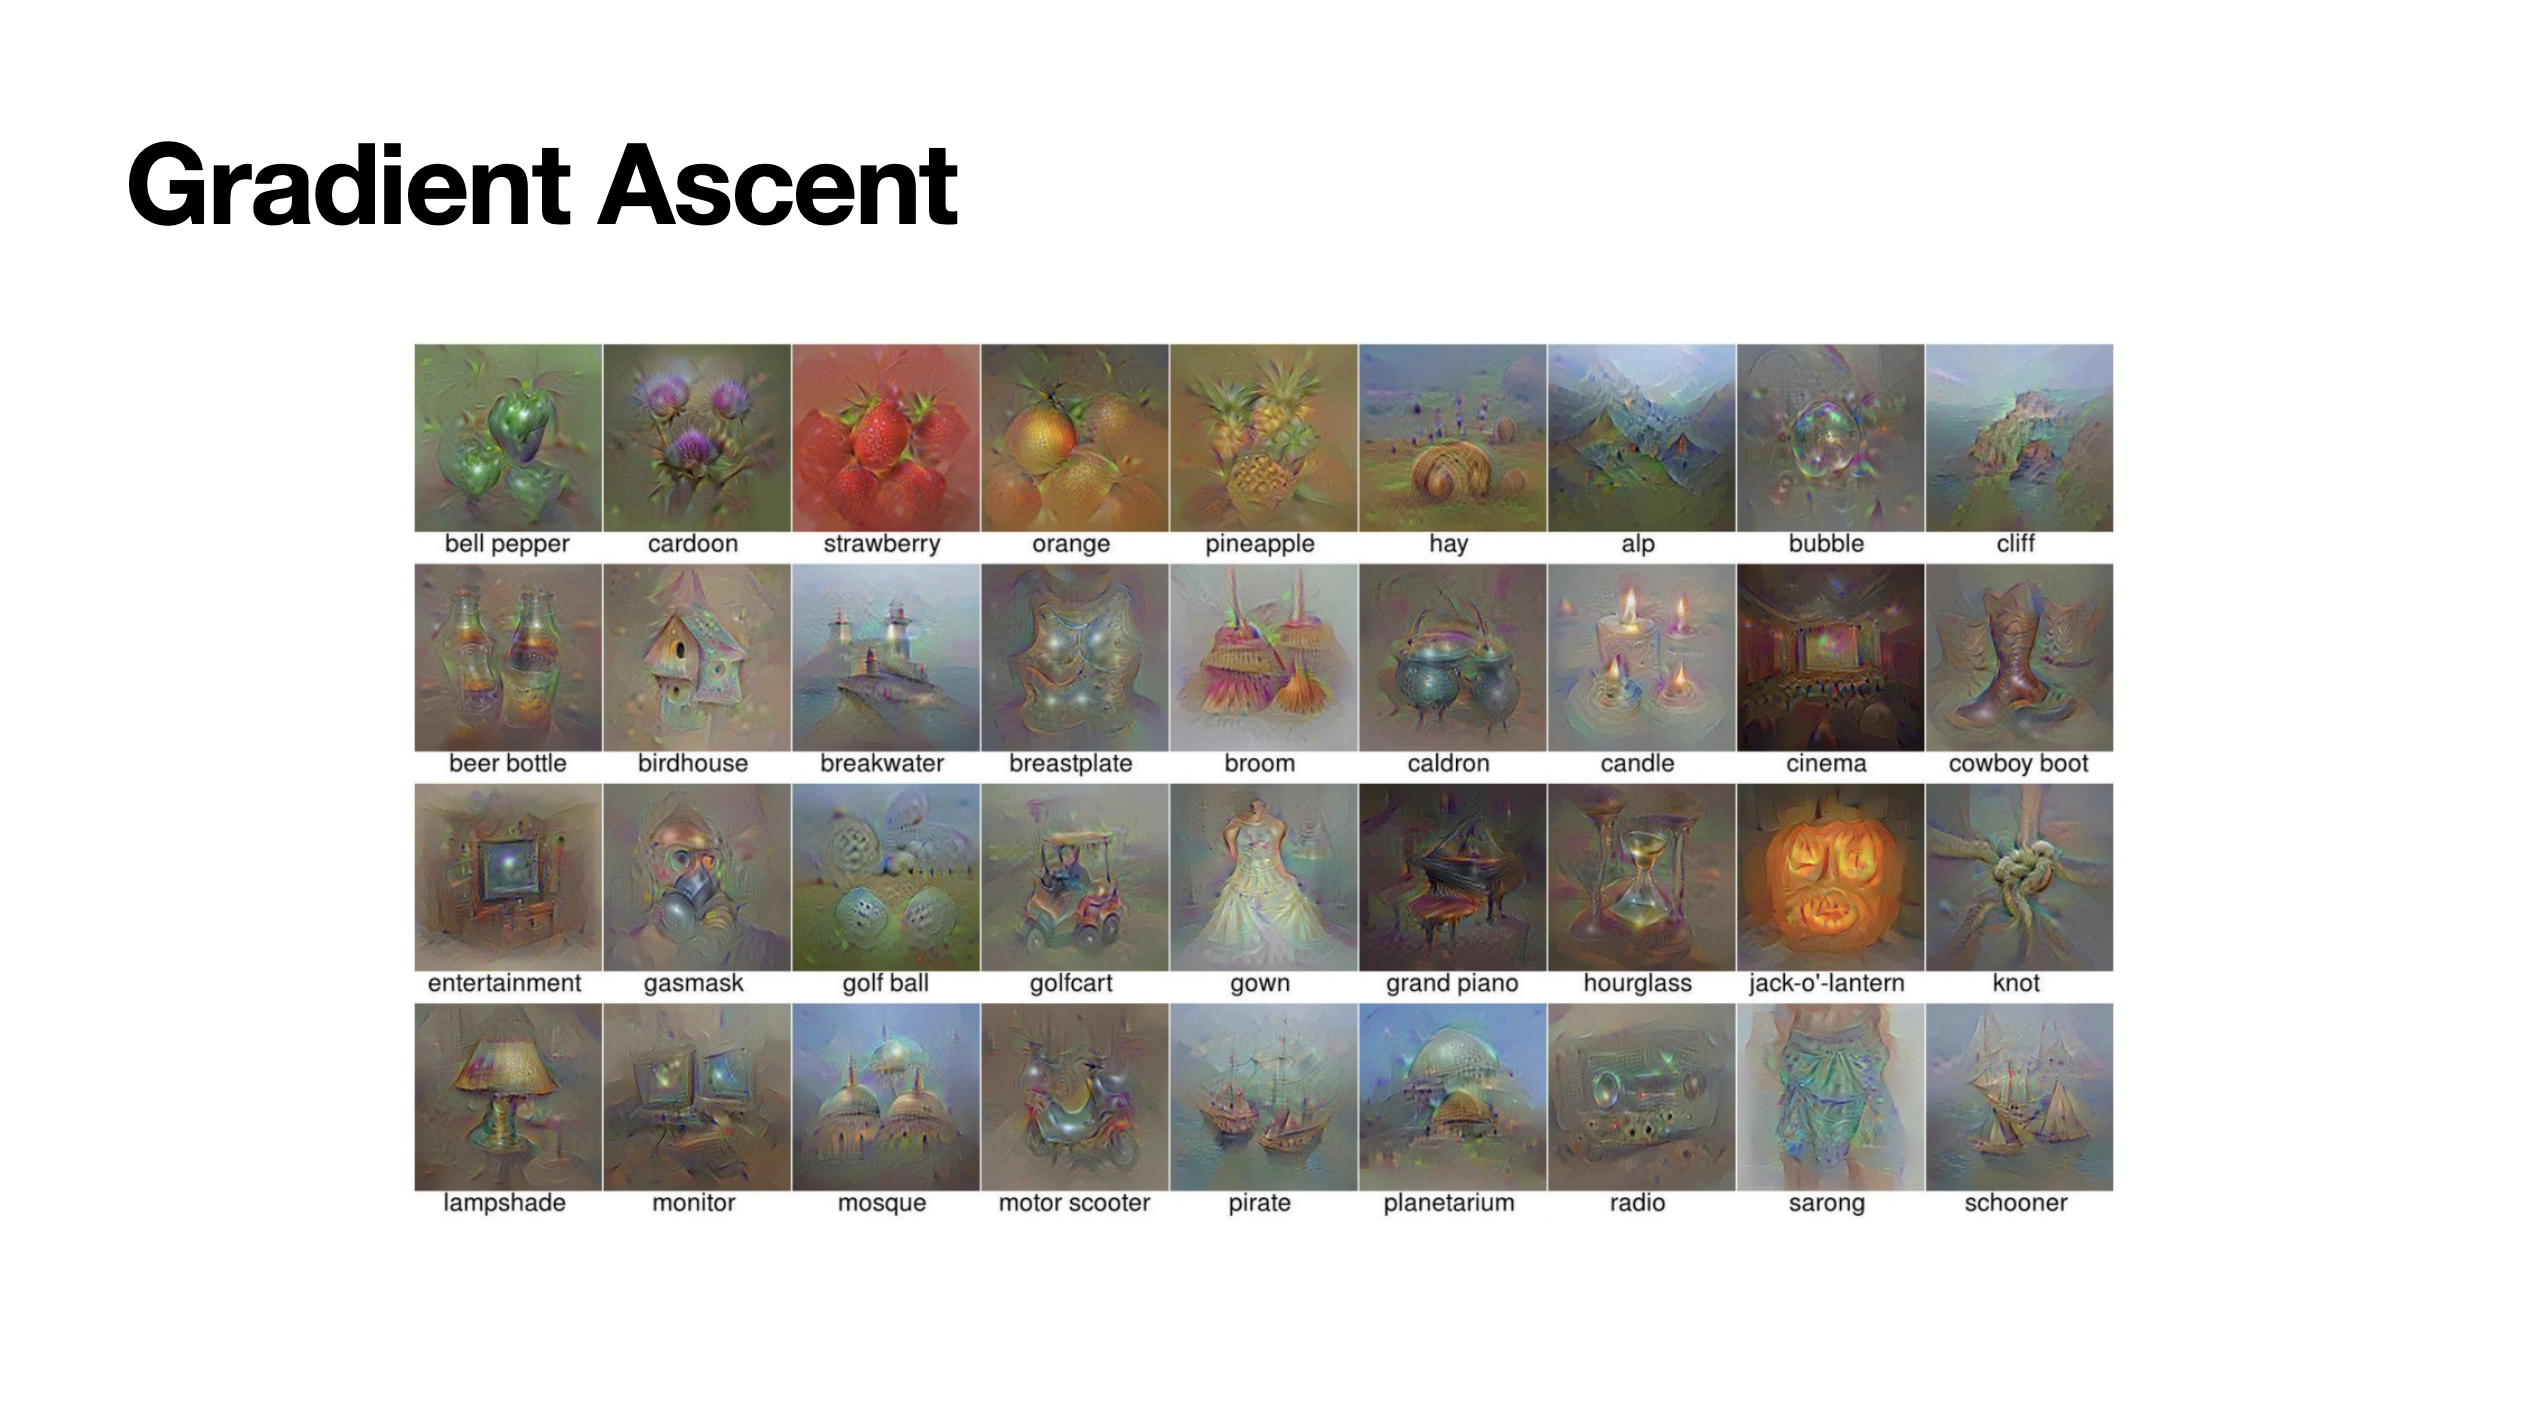 Gradient Ascent
bell pepper cardoon strawberry orange pineapple hay alp bubble cliff
beer bottle birdhouse breakwater breastplate broom caldron candle cinema cowboy boot
entertainment gasmask golf ball golfcart gown grand piano hourglass jack-o'-lantern knot
lampshade monitor mosque motor scooter pirate planetarium radio sarong schooner